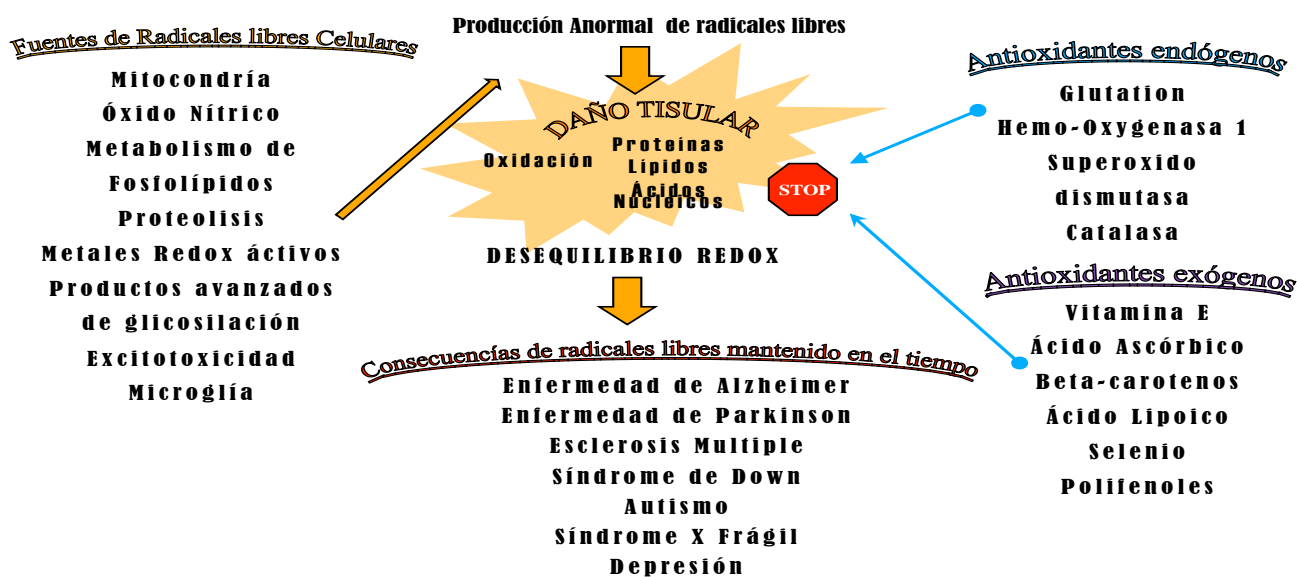 Producción Anormal de radicales libres
Fuentes de Radicales libres Celulares
Mitocondría
Óxido Nítrico
Metabolismo de
Fosfolípidos
Proteolisis
Metales Redox áctivos
Productos avanzados
de glicosilación
Excitotoxicidad
Microglía
DAÑO TISULAR
Oxidación
Proteínas
Lípidos
Ácidos
Nucleicos
STOP
DESEQUILIBRIO REDOX
Consecuencías de radicales libres mantenido en el tiempo
Enfermedad de Alzheimer
Enfermedad de Parkinson
Esclerosis Multiple
Síndrome de Down
Autismo
Síndrome X Frágil
Depresión
Antioxidantes endógenos
Glutation
Hemo-Oxygenasa 1
Superoxido
dismutasa
Catalasa
Antioxidantes exógenos
Vitamina E
Ácido Ascórbico
Beta-carotenos
Ácido Lipoico
Selenio
Polifenoles